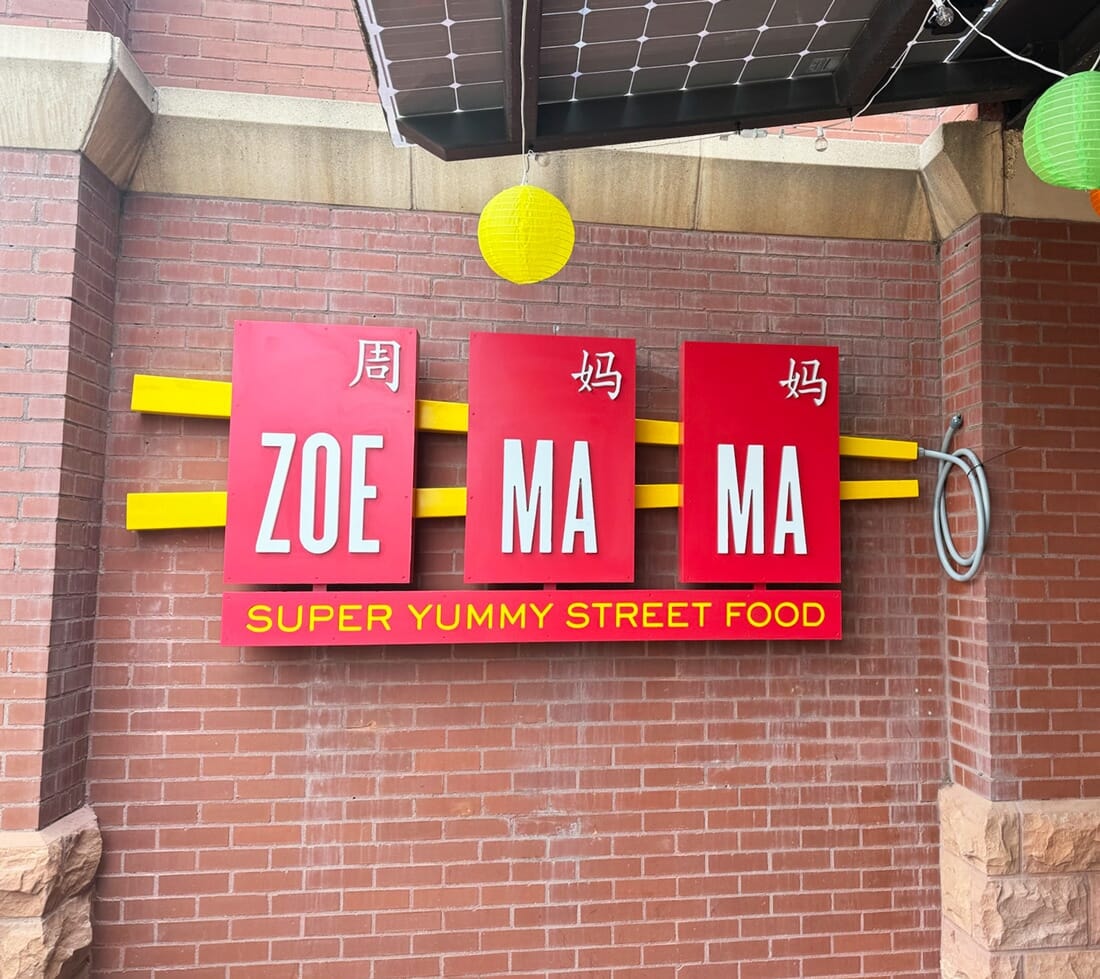 周 妈 妈
ZOE MA MA
SUPER YUMMY STREET FOOD